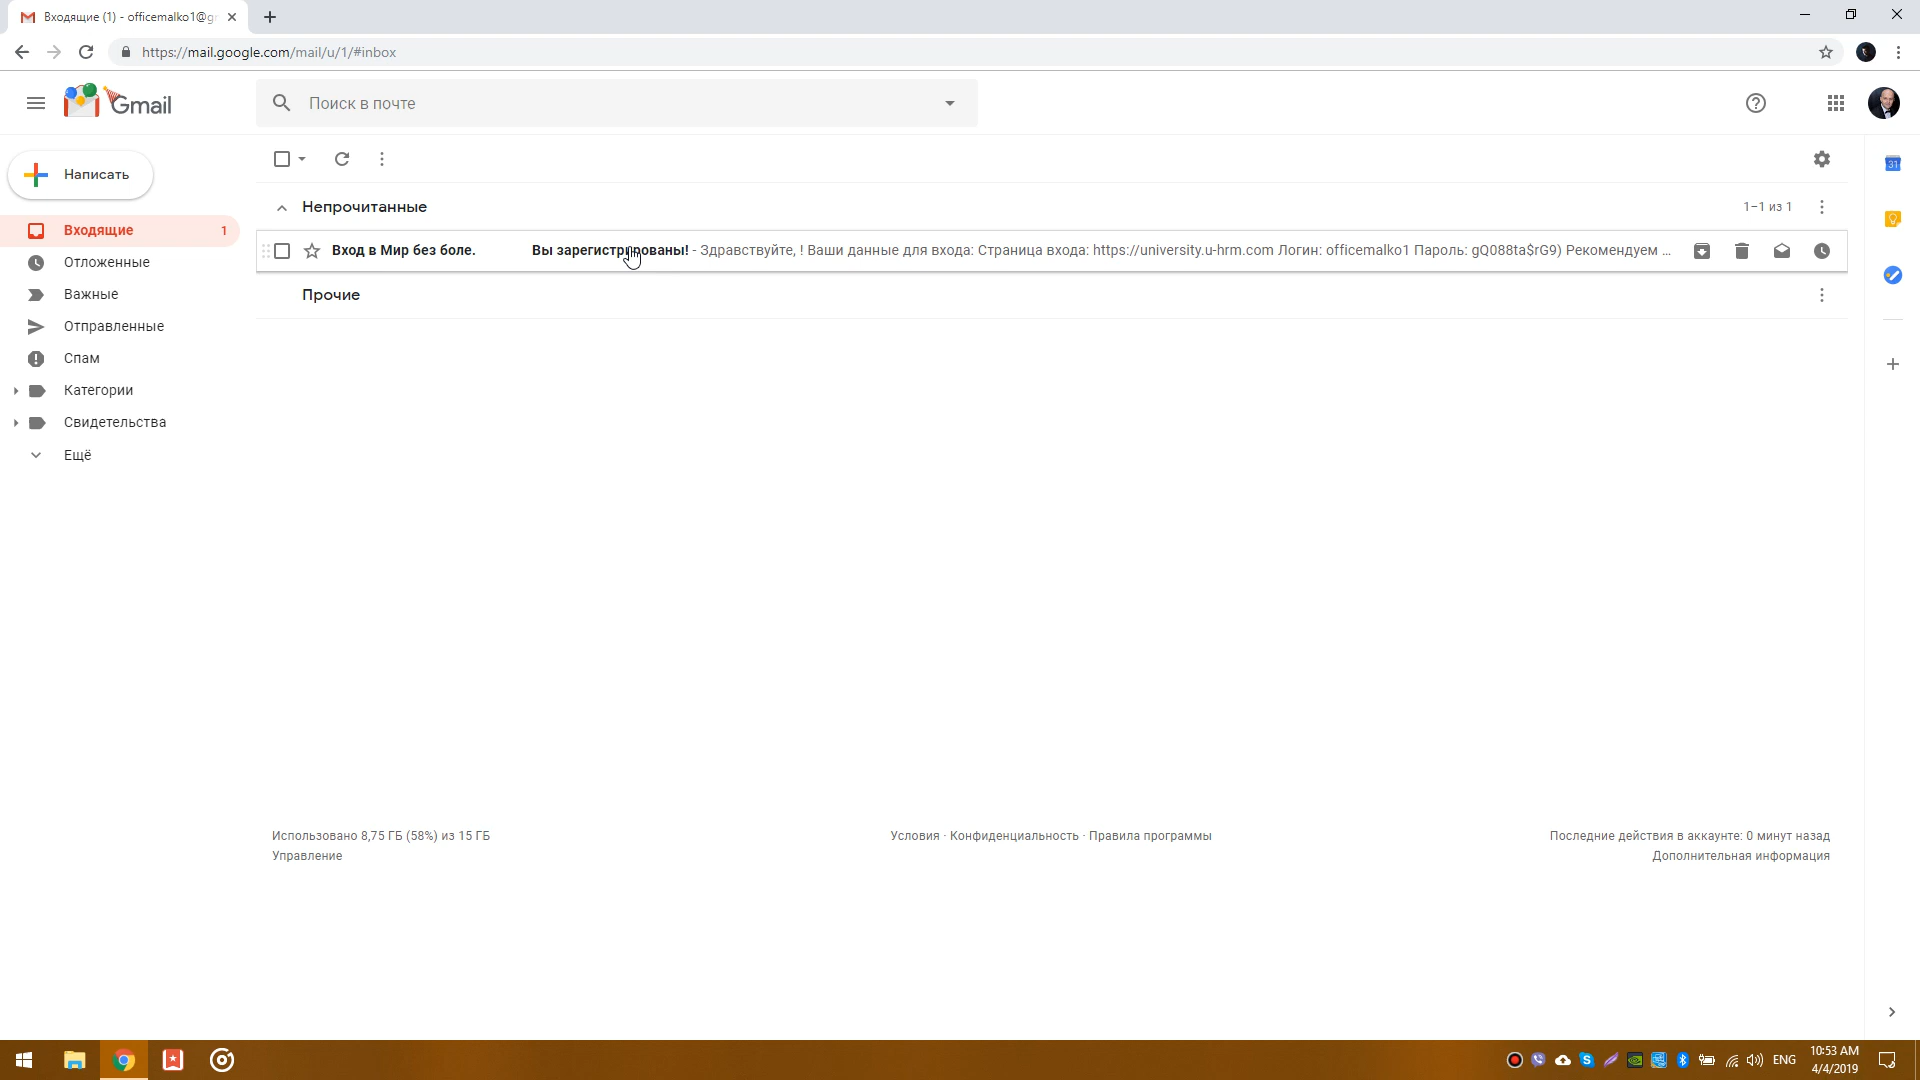 Входящие (1) - officemalko1@gm
https://mail.google.com/mail/u/1/#inbox
Gmail
Поиск в почте
Написать
Непрочитанные
1–1 из 1
Входящие
1
Вход в Мир без боле.
Вы зарегистрированы! - Здравствуйте, ! Ваши данные для входа: Страница входа: https://university.u-hrm.com Логин: officemalko1 Пароль: gQ088ta$rG9) Рекомендуем ...
Отложенные
Важные
Прочие
Отправленные
Спам
Категории
Свидетельства
Ещё
31
Использовано 8,75 ГБ (58%) из 15 ГБ
Управление
Условия · Конфиденциальность · Правила программы
Последние действия в аккаунте: 0 минут назад
Дополнительная информация
ENG
10:53 AM
4/4/2019